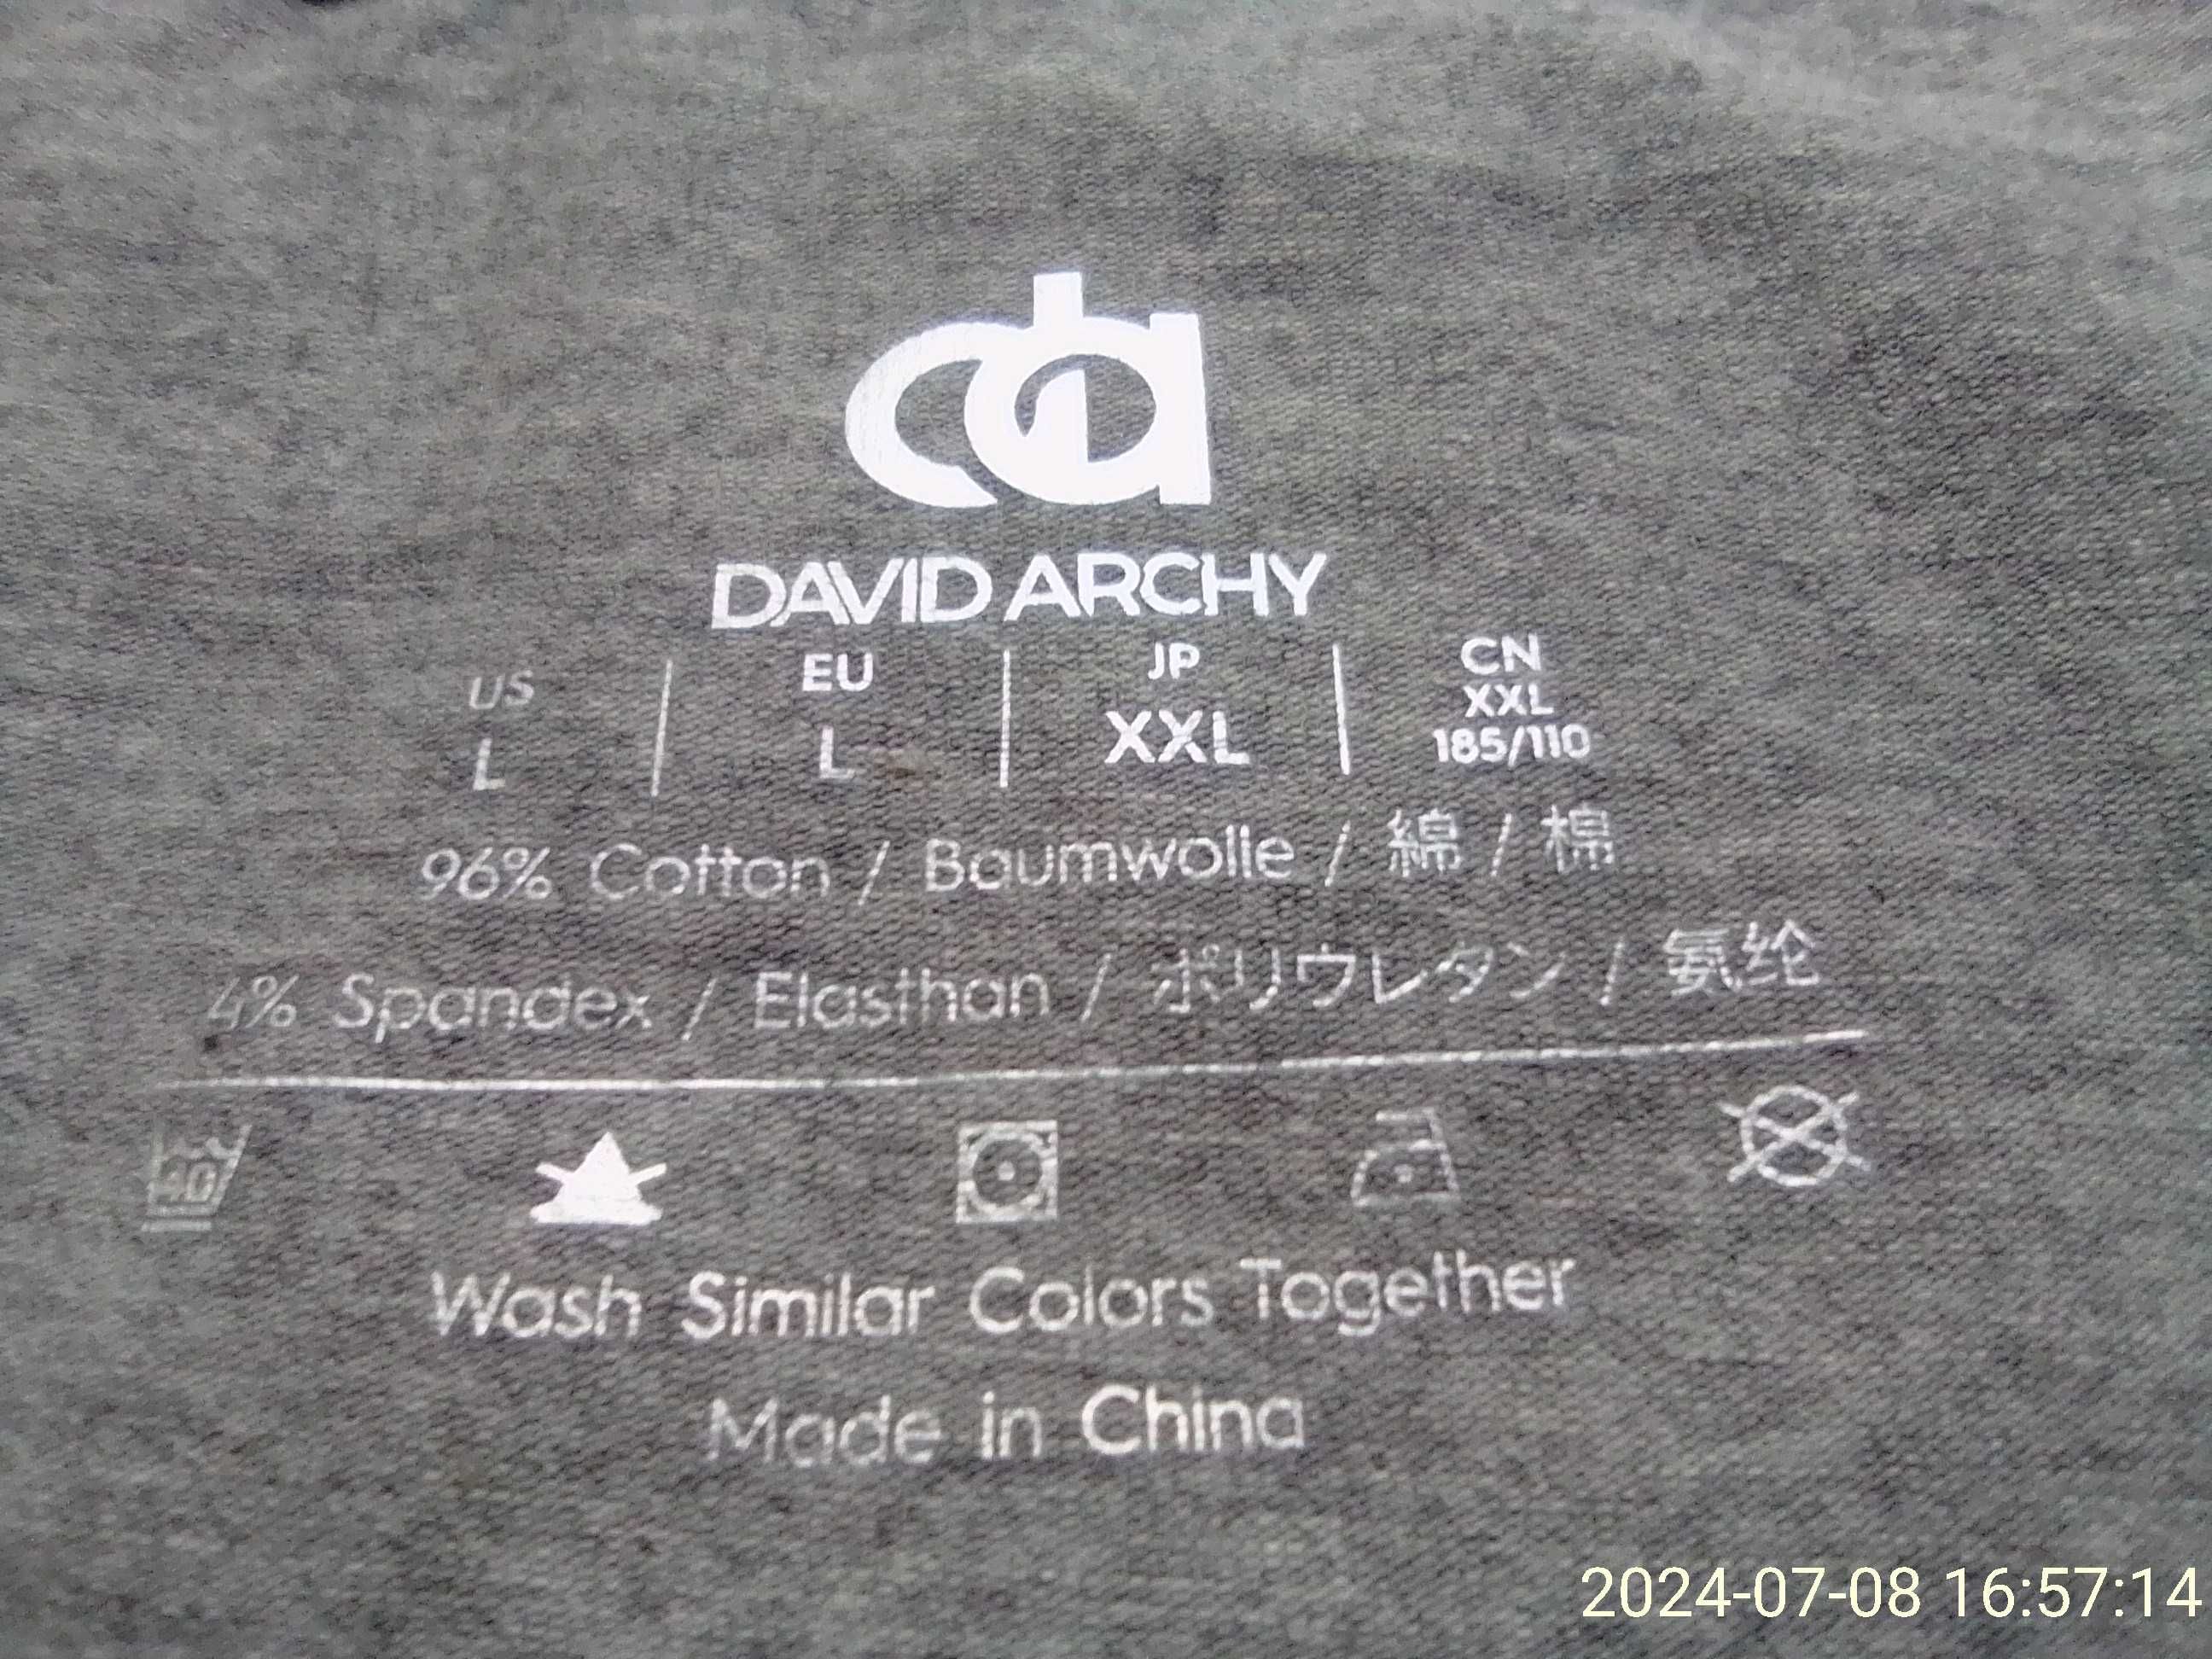 da
DAVID ARCHY
US | EU | JP | CN
L | L | XXL | XXL
185/110
96% Cotton / Baumwolle / 綿 / 棉
4% Spandex / Elasthan / ポリウレタン / 氨纶
40
Wash Similar Colors Together
Made in China
2024-07-08 16:57:14